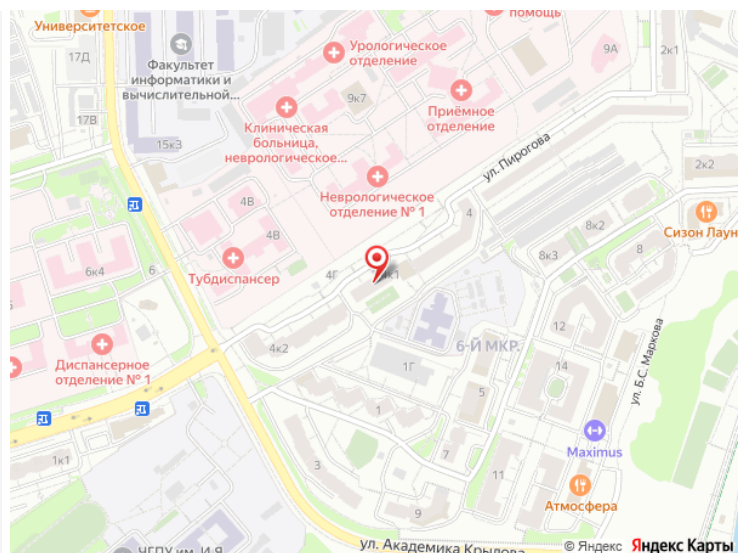 помощь
Университетское
17Д
Факультет
информатики и
вычислительной...
Урологическое
отделение
9А
2к1
9к7
Приёмное
отделение
17В
Клиническая
больница,
неврологическое...
15к3
ул. Пирогова
2к2
Неврологическое
отделение № 1
4В
4В
4
8к2
Сизон Лаун
8
8к3
6к4
6
Тубдиспансер
4Г
4к1
12
6-Й МКР.
4к2
1Г
Диспансерное
отделение № 1
14
ул. Б.С. Маркова
5
1
7
Maximus
1к1
3
11
9
Атмосфера
ЧГПУ им. И.Я.
ул. Академика Крылова
© Яндекс Яндекс Карты